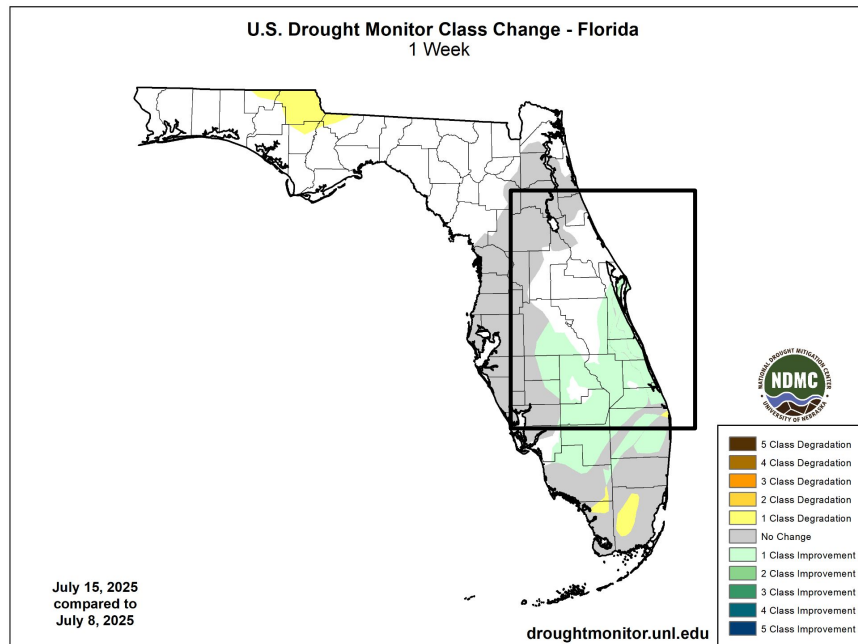 U.S. Drought Monitor Class Change - Florida
1 Week
NATIONAL DROUGHT MITIGATION CENTER
NDMC
UNIVERSITY OF NEBRASKA
5 Class Degradation
4 Class Degradation
3 Class Degradation
2 Class Degradation
1 Class Degradation
No Change
1 Class Improvement
2 Class Improvement
3 Class Improvement
4 Class Improvement
5 Class Improvement
July 15, 2025
compared to
July 8, 2025
droughtmonitor.unl.edu